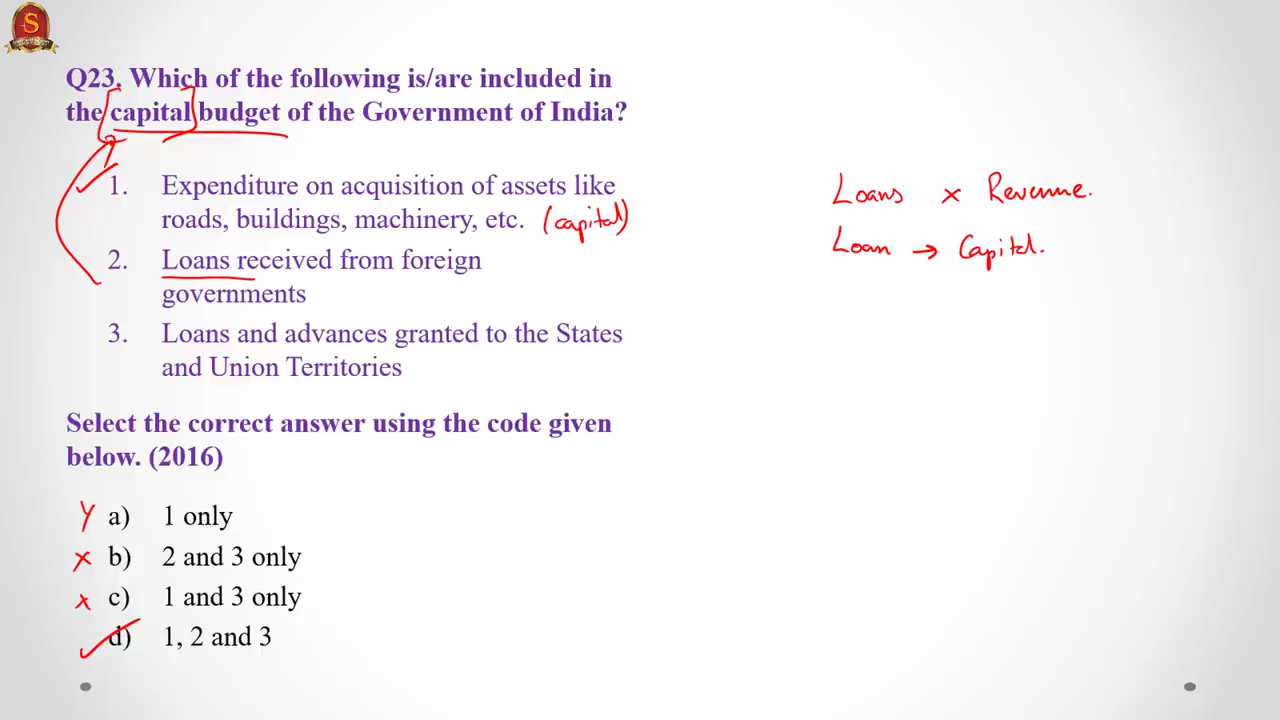 S
Q23. Which of the following is/are included in
the [capital] budget of the Government of India?
1. Expenditure on acquisition of assets like
roads, buildings, machinery, etc. (capital)
2. Loans received from foreign
governments
3. Loans and advances granted to the States
and Union Territories
Select the correct answer using the code given
below. (2016)
a) 1 only
x b) 2 and 3 only
x c) 1 and 3 only
d) 1, 2 and 3
Loans x Revenue.
Loan → Capital.